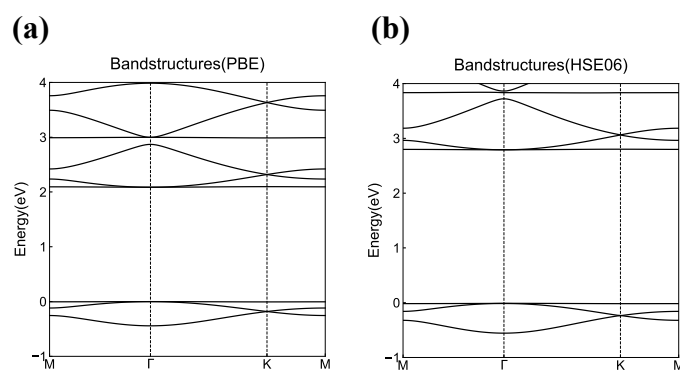 (a)
Bandstructures(PBE)
Energy(eV)
4
3
2
1
0
−1
M Γ K M
(b)
Bandstructures(HSE06)
Energy(eV)
4
3
2
1
0
−1
M Γ K M